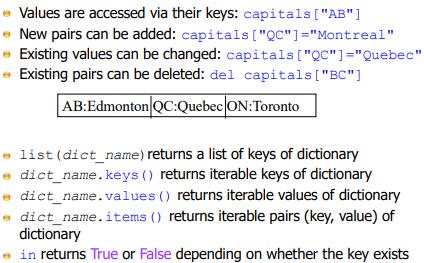 Values are accessed via their keys: capitals["AB"]
New pairs can be added: capitals["QC"]="Montreal"
Existing values can be changed: capitals["QC"]="Quebec"
Existing pairs can be deleted: del capitals["BC"]
AB:Edmonton QC:Quebec ON:Toronto
list(dict_name)returns a list of keys of dictionary
dict_name.keys() returns iterable keys of dictionary
dict_name.values() returns iterable values of dictionary
dict_name.items() returns iterable pairs (key, value) of
dictionary
in returns True or False depending on whether the key exists